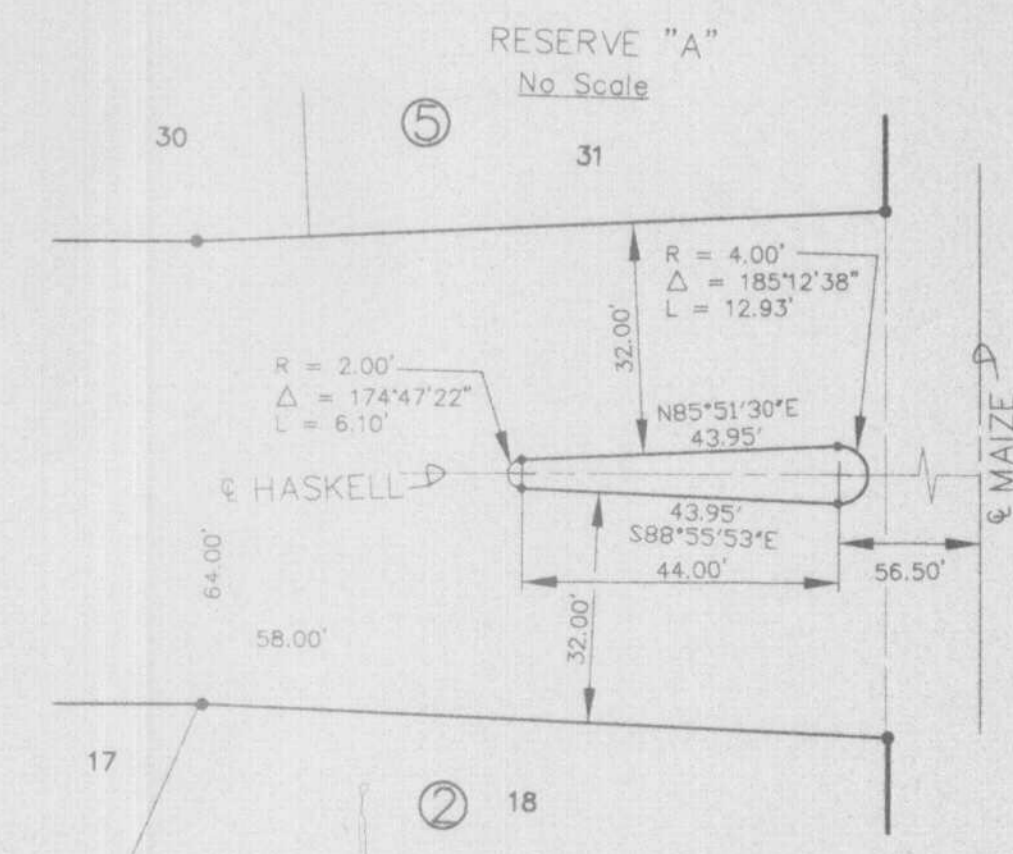 RESERVE "A"
No Scale
30
5
31
R = 4.00'
Δ = 185°12'38"
L = 12.93'
32.00'
R = 2.00'
Δ = 174°47'22"
L = 6.10'
N85°51'30"E
43.95'
℄ HASKELL
43.95'
S88°55'53"E
44.00'
56.50'
℄ MAIZE
64.00'
58.00'
32.00'
17
2
18